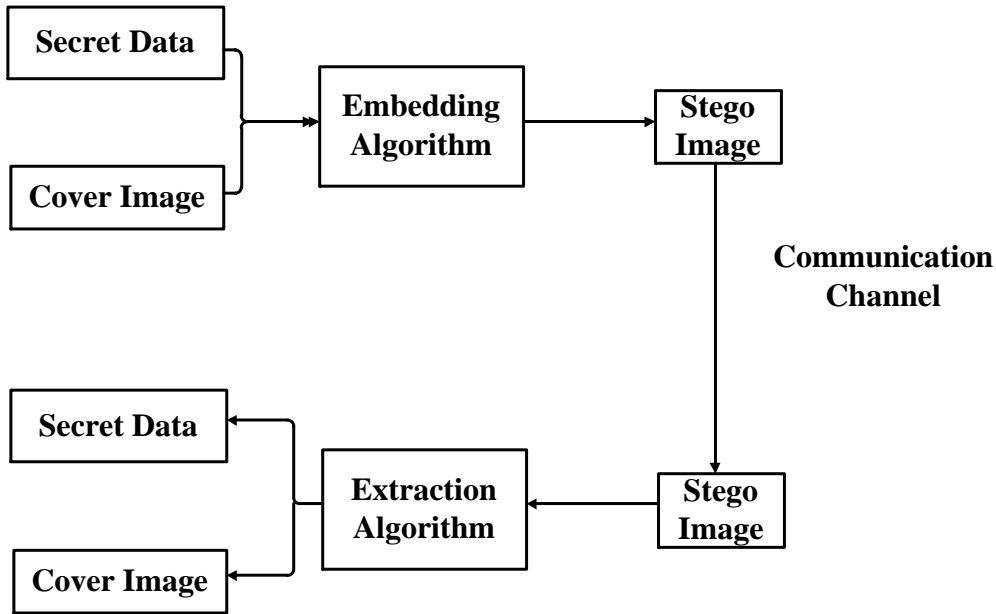 Secret Data
Cover Image
Embedding
Algorithm
Stego
Image
Communication
Channel
Secret Data
Cover Image
Extraction
Algorithm
Stego
Image